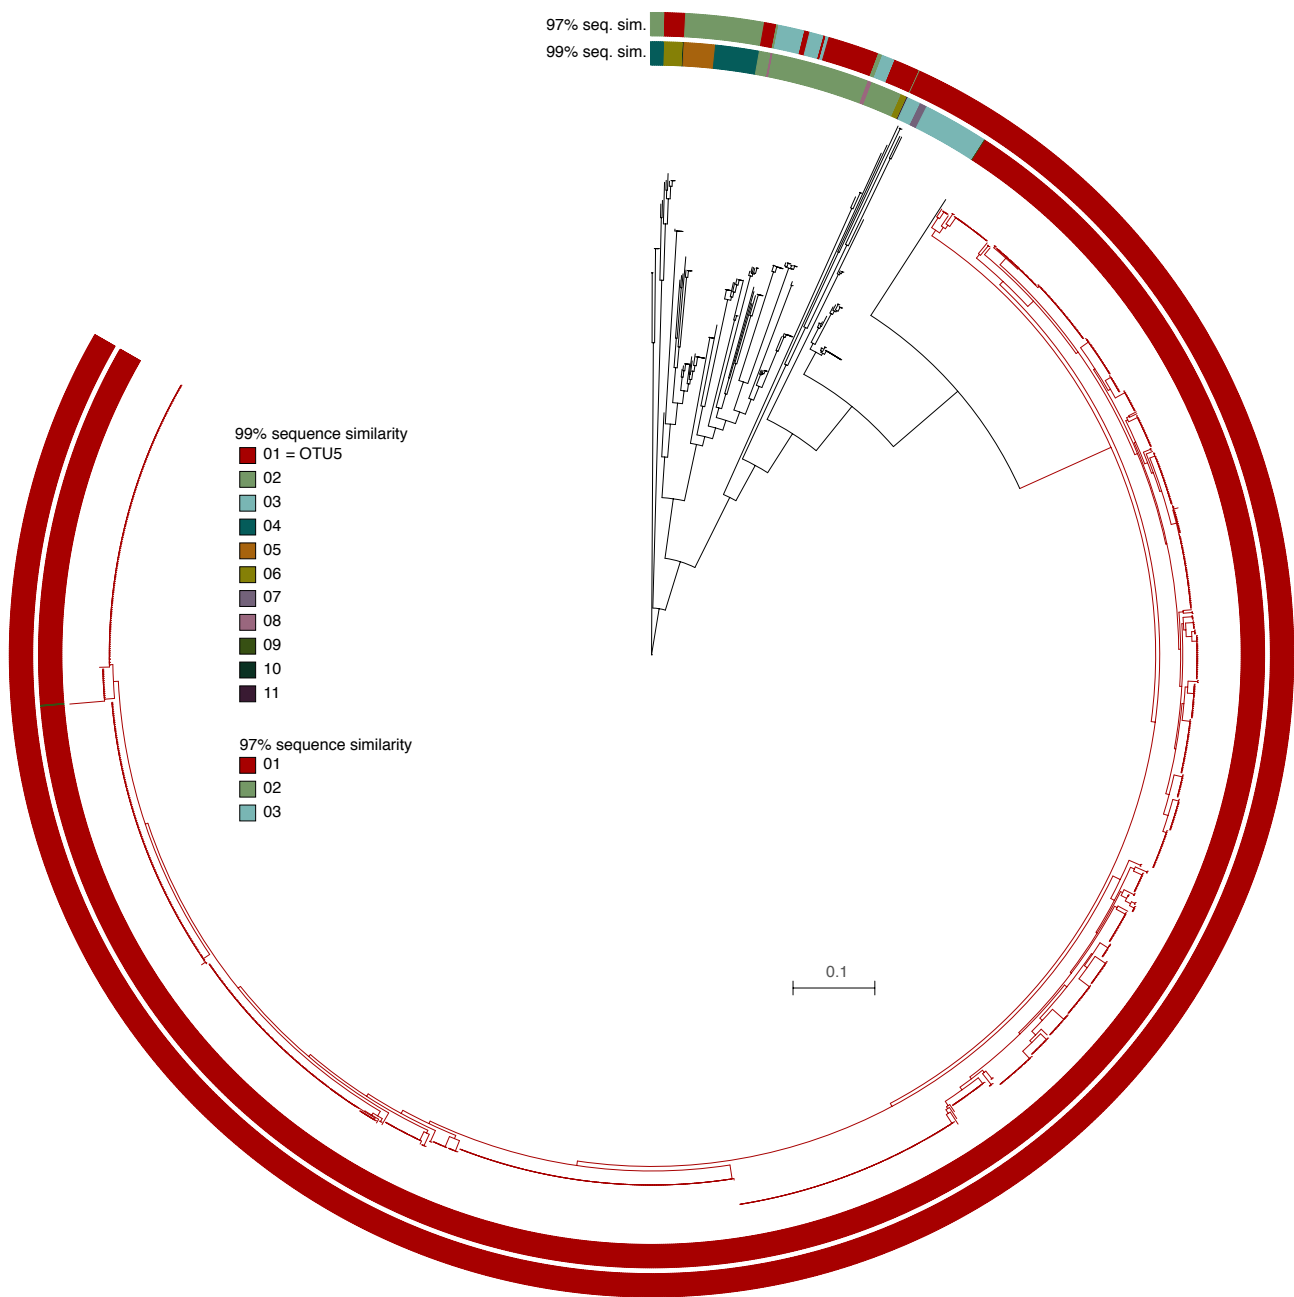 97% seq. sim.
99% seq. sim.
99% sequence similarity
01 = OTU5
02
03
04
05
06
07
08
09
10
11
97% sequence similarity
01
02
03
0.1